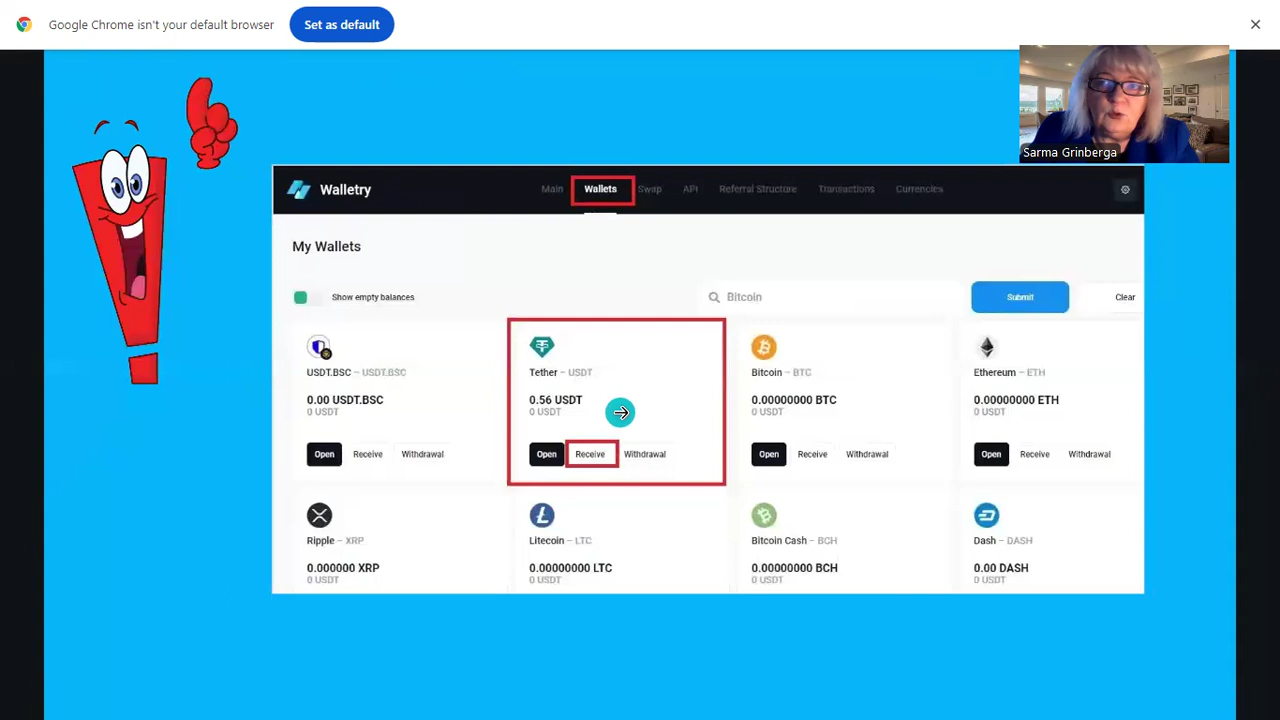 Google Chrome isn't your default browser Set as default
Sarma Grinberga
Walletry Main Wallets Swap API Referral Structure Transactions Currencies
My Wallets
Show empty balances Bitcoin Submit Clear
USDT.BSC – USDT.BSC Tether – USDT Bitcoin – BTC Ethereum – ETH
0.00 USDT.BSC 0.56 USDT 0.00000000 BTC 0.00000000 ETH
0 USDT 0 USDT 0 USDT 0 USDT
Open Receive Withdrawal Open Receive Withdrawal Open Receive Withdrawal Open Receive Withdrawal
Ripple – XRP Litecoin – LTC Bitcoin Cash – BCH Dash – DASH
0.000000 XRP 0.00000000 LTC 0.00000000 BCH 0.00 DASH
0 USDT 0 USDT 0 USDT 0 USDT